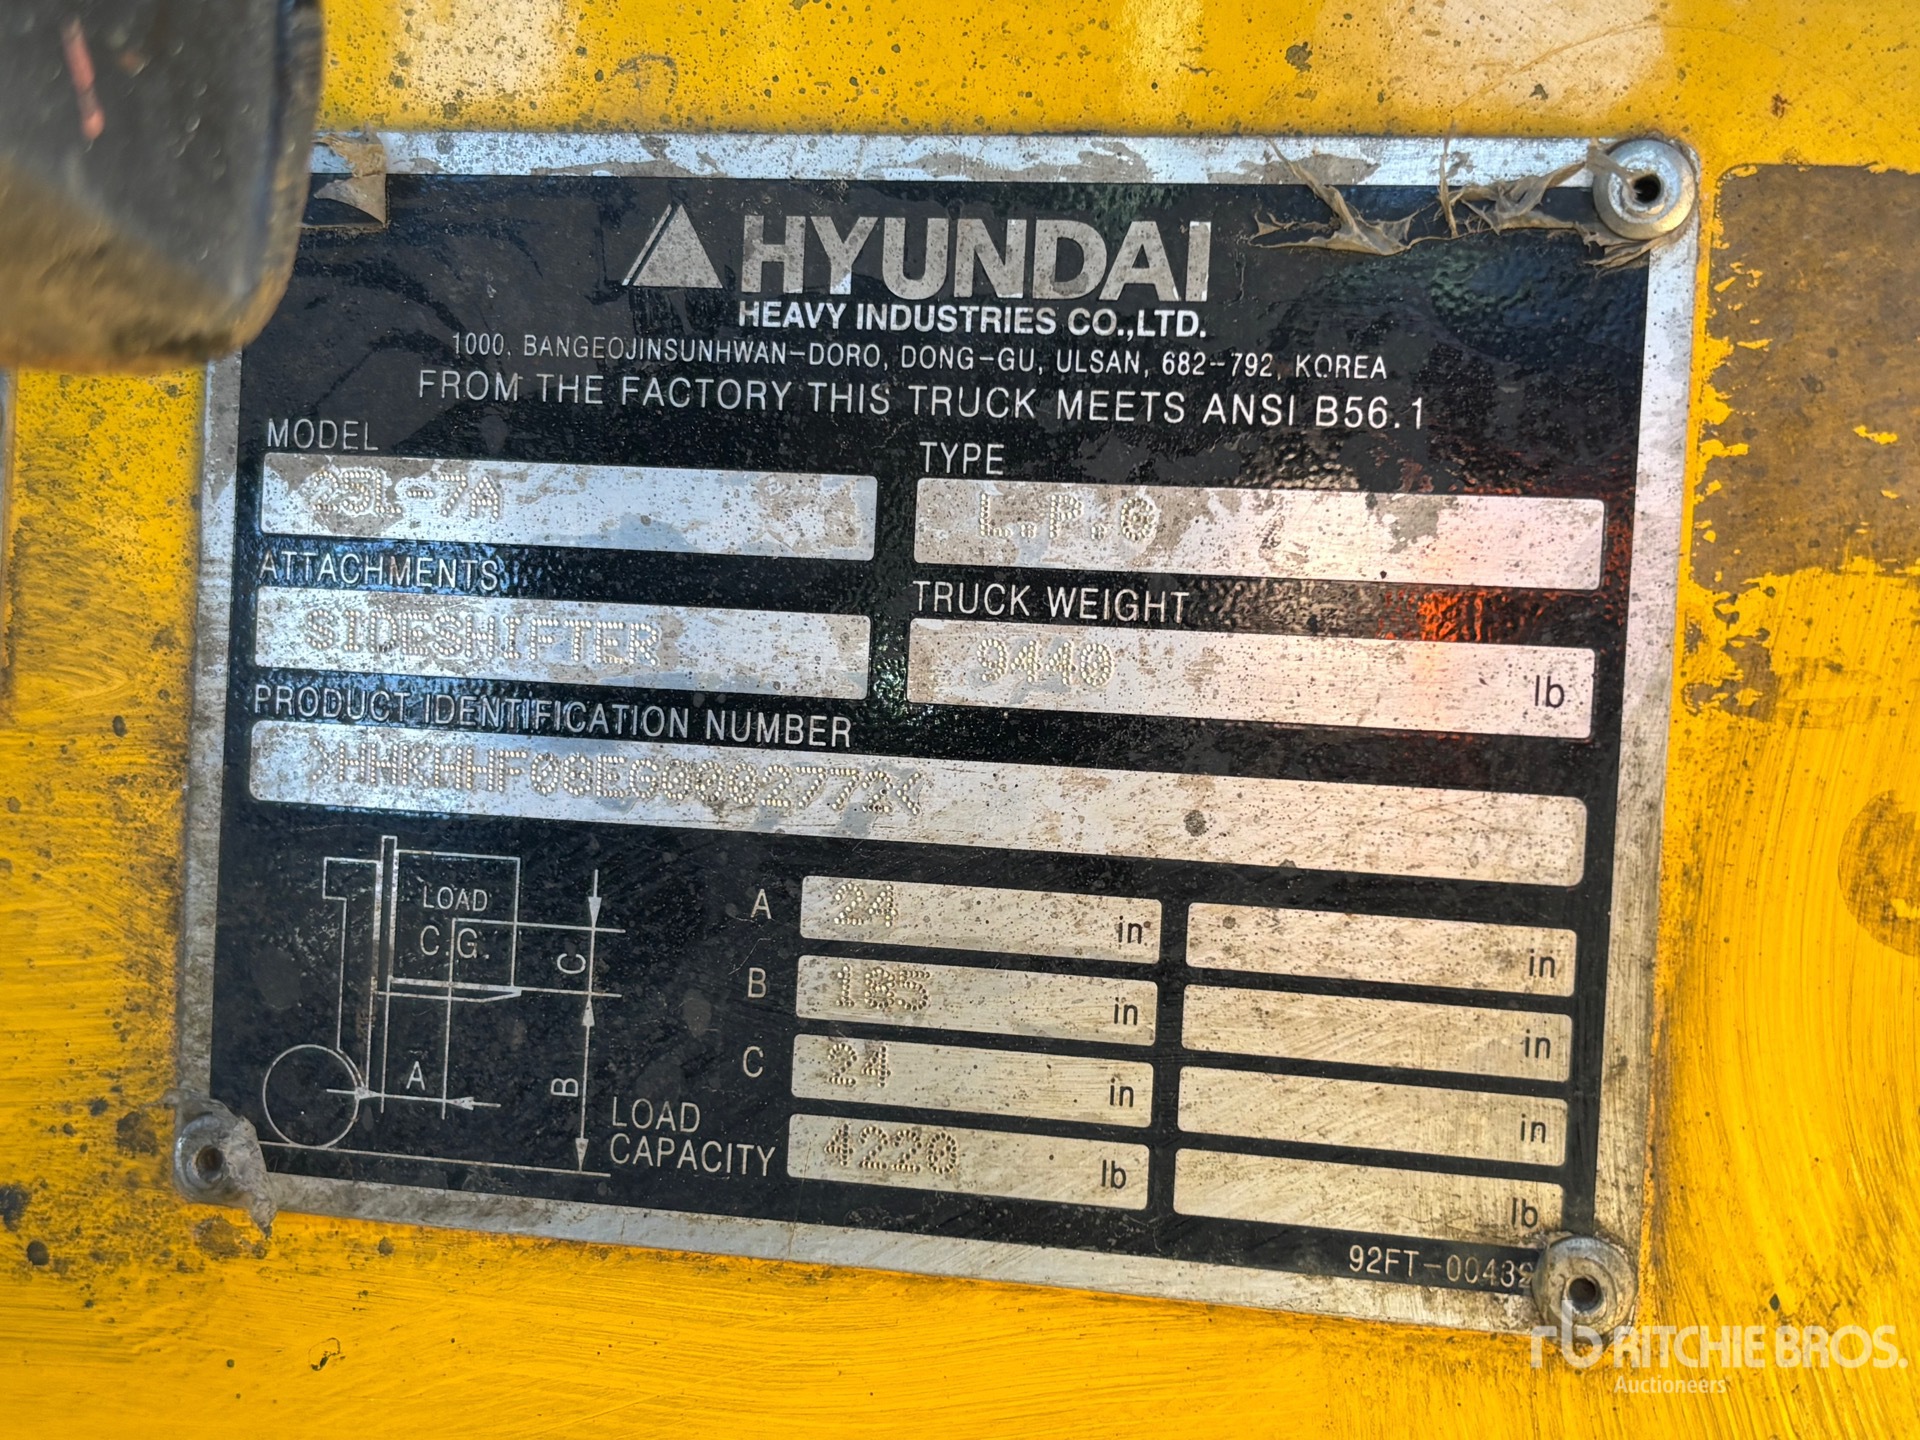 HYUNDAI
HEAVY INDUSTRIES CO.,LTD.
1000, BANGEOJINSUNHWAN-DORO, DONG-GU, ULSAN, 682-792, KOREA
FROM THE FACTORY THIS TRUCK MEETS ANSI B56.1
MODEL
25L-7A
TYPE
L.P.G
ATTACHMENTS
SIDESHIFTER
TRUCK WEIGHT
9440 lb
PRODUCT IDENTIFICATION NUMBER
LOAD
C.G.
C
A
B
A 24 in in
B 185 in in
C 24 in in
LOAD
CAPACITY 4220 lb lb
rb RITCHIE BROS.
Auctioneers